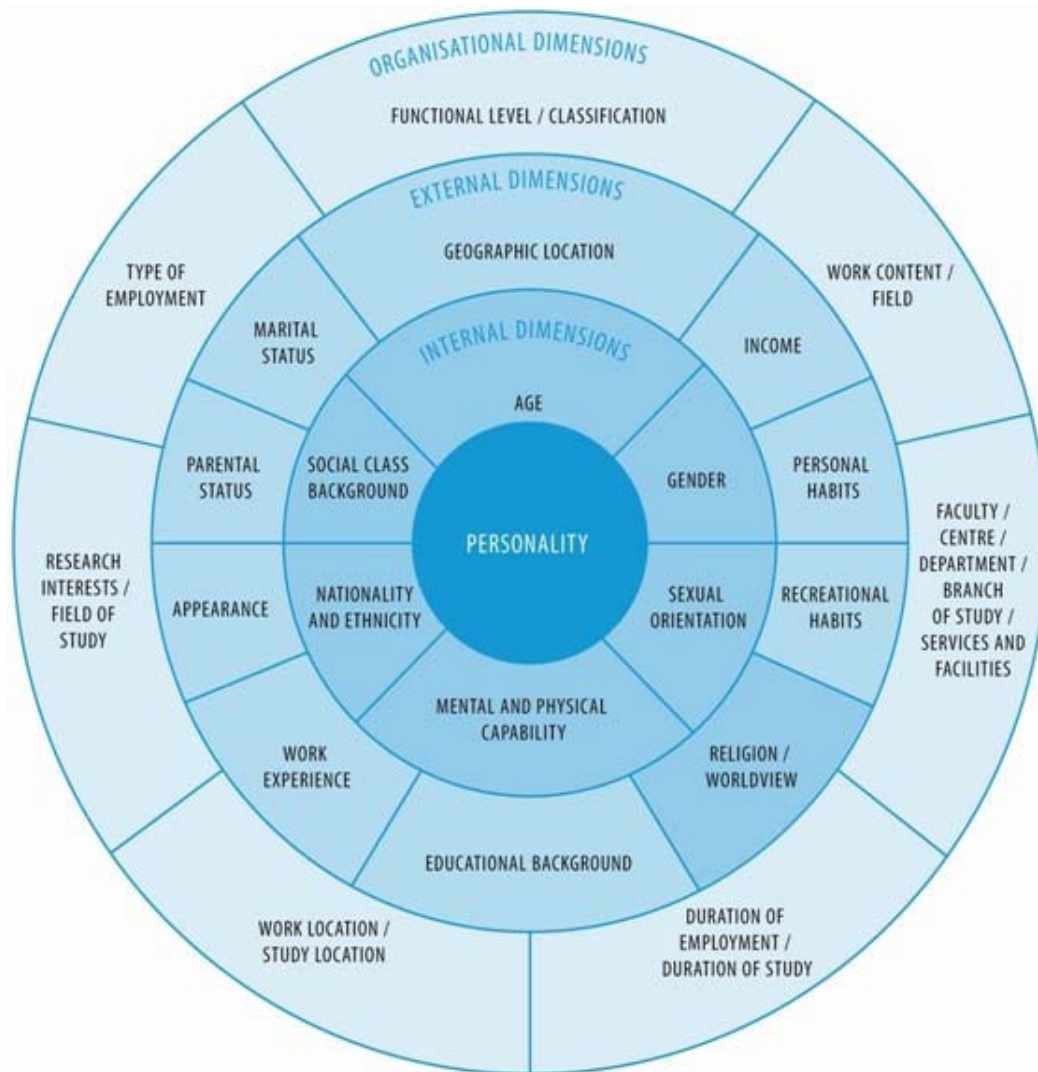 ORGANISATIONAL DIMENSIONS
FUNCTIONAL LEVEL / CLASSIFICATION
WORK CONTENT /
FIELD
FACULTY /
CENTRE /
DEPARTMENT /
BRANCH
OF STUDY /
SERVICES AND
FACILITIES
DURATION OF
EMPLOYMENT /
DURATION OF STUDY
WORK LOCATION /
STUDY LOCATION
RESEARCH
INTERESTS /
FIELD OF
STUDY
TYPE OF
EMPLOYMENT
EXTERNAL DIMENSIONS
GEOGRAPHIC LOCATION
INCOME
PERSONAL
HABITS
RECREATIONAL
HABITS
RELIGION /
WORLDVIEW
EDUCATIONAL BACKGROUND
WORK
EXPERIENCE
APPEARANCE
PARENTAL
STATUS
MARITAL
STATUS
INTERNAL DIMENSIONS
AGE
GENDER
SEXUAL
ORIENTATION
MENTAL AND PHYSICAL
CAPABILITY
NATIONALITY
AND ETHNICITY
SOCIAL CLASS
BACKGROUND
PERSONALITY